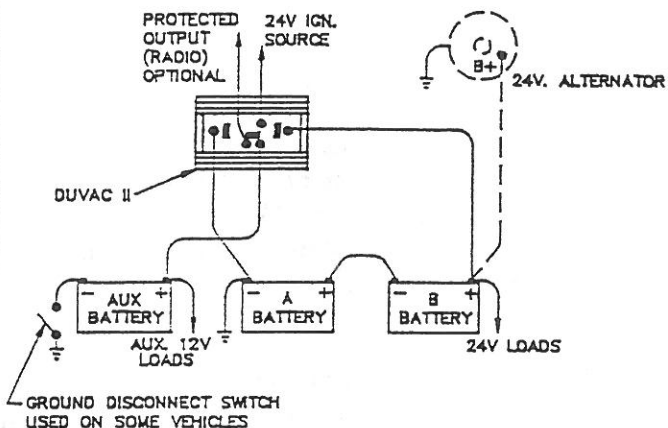 PROTECTED
OUTPUT
(RADIO)
OPTIONAL
24V IGN.
SOURCE
B+
24V. ALTERNATOR
DUVAC II
- AUX +
BATTERY
- A +
BATTERY
- B +
BATTERY
AUX. 12V
LOADS
24V LOADS
GROUND DISCONNECT SWITCH
USED ON SOME VEHICLES